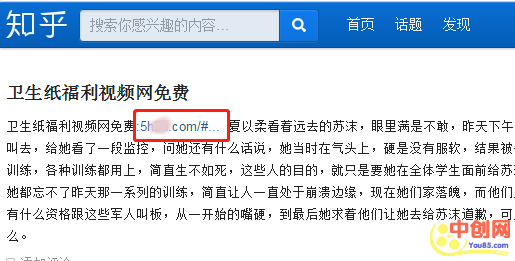 知乎 搜索你感兴趣的内容... 首页 话题 发现
卫生纸福利视频网免费
卫生纸福利视频网免费:5h .com/#... 夏以柔看着远去的苏沫，眼里满是不敢，昨天下午
叫去，给她看了一段监控，问她还有什么话说，她当时在气头上，硬是没有服软，结果被
训练，各种训练都用上，简直生不如死，这些人的目的，就只是要她在全体学生面前给苏
她都忘不了昨天那一系列的训练，简直让人一直处于崩溃边缘，现在她们家落魄，而他们
有什么资格跟这些军人叫板，从一开始的嘴硬，到最后她求着他们让她去给苏沫道歉，可
么。
添加评论
中创网
You85.com